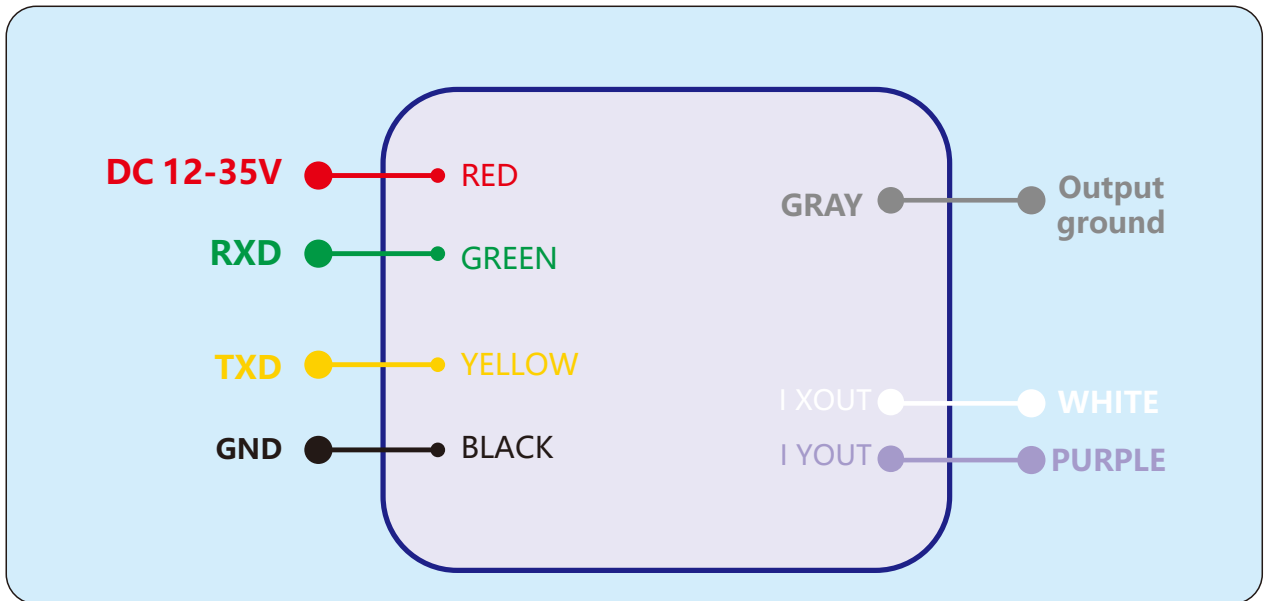 DC 12-35V
RED
RXD
GREEN
TXD
YELLOW
GND
BLACK
GRAY
Output
ground
I XOUT
WHITE
I YOUT
PURPLE